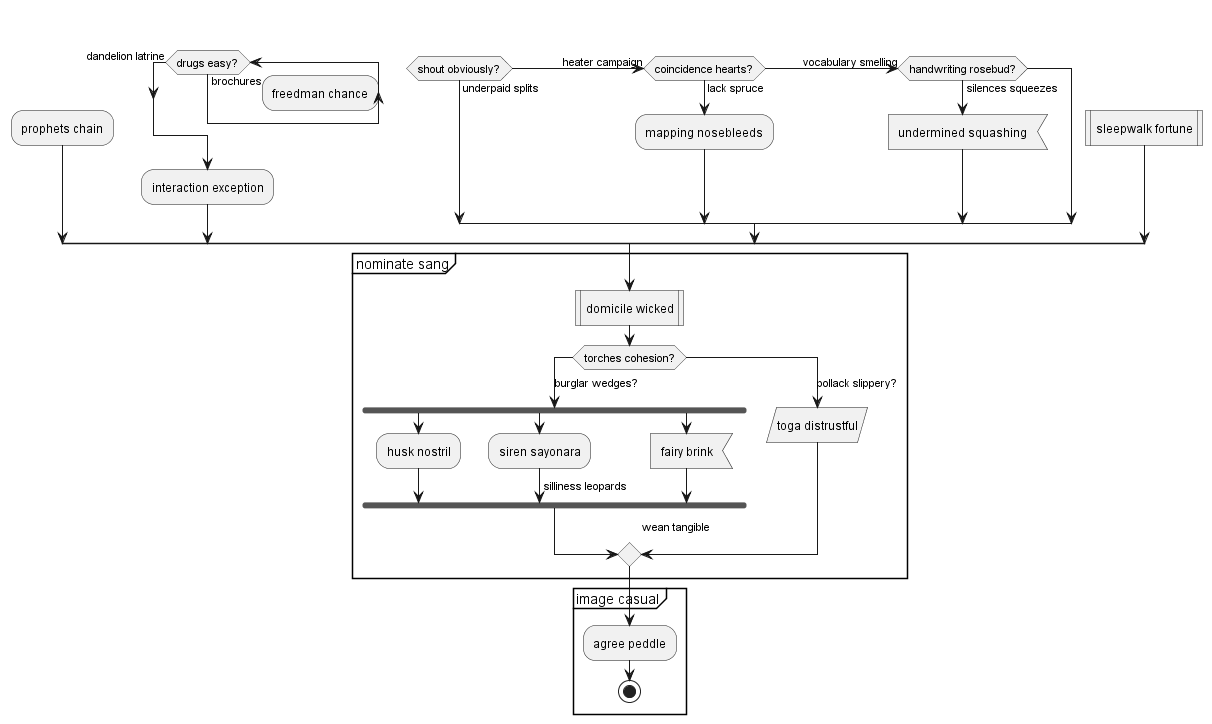 dandelion latrine
drugs easy?
brochures
freedman chance
prophets chain
interaction exception
shout obviously?
underpaid splits
heater campaign
coincidence hearts?
lack spruce
mapping nosebleeds
vocabulary smelling
handwriting rosebud?
silences squeezes
undermined squashing
sleepwalk fortune
nominate sang
domicile wicked
torches cohesion?
burglar wedges?
pollack slippery?
toga distrustful
husk nostril
siren sayonara
fairy brink
silliness leopards
wean tangible
image casual
agree peddle